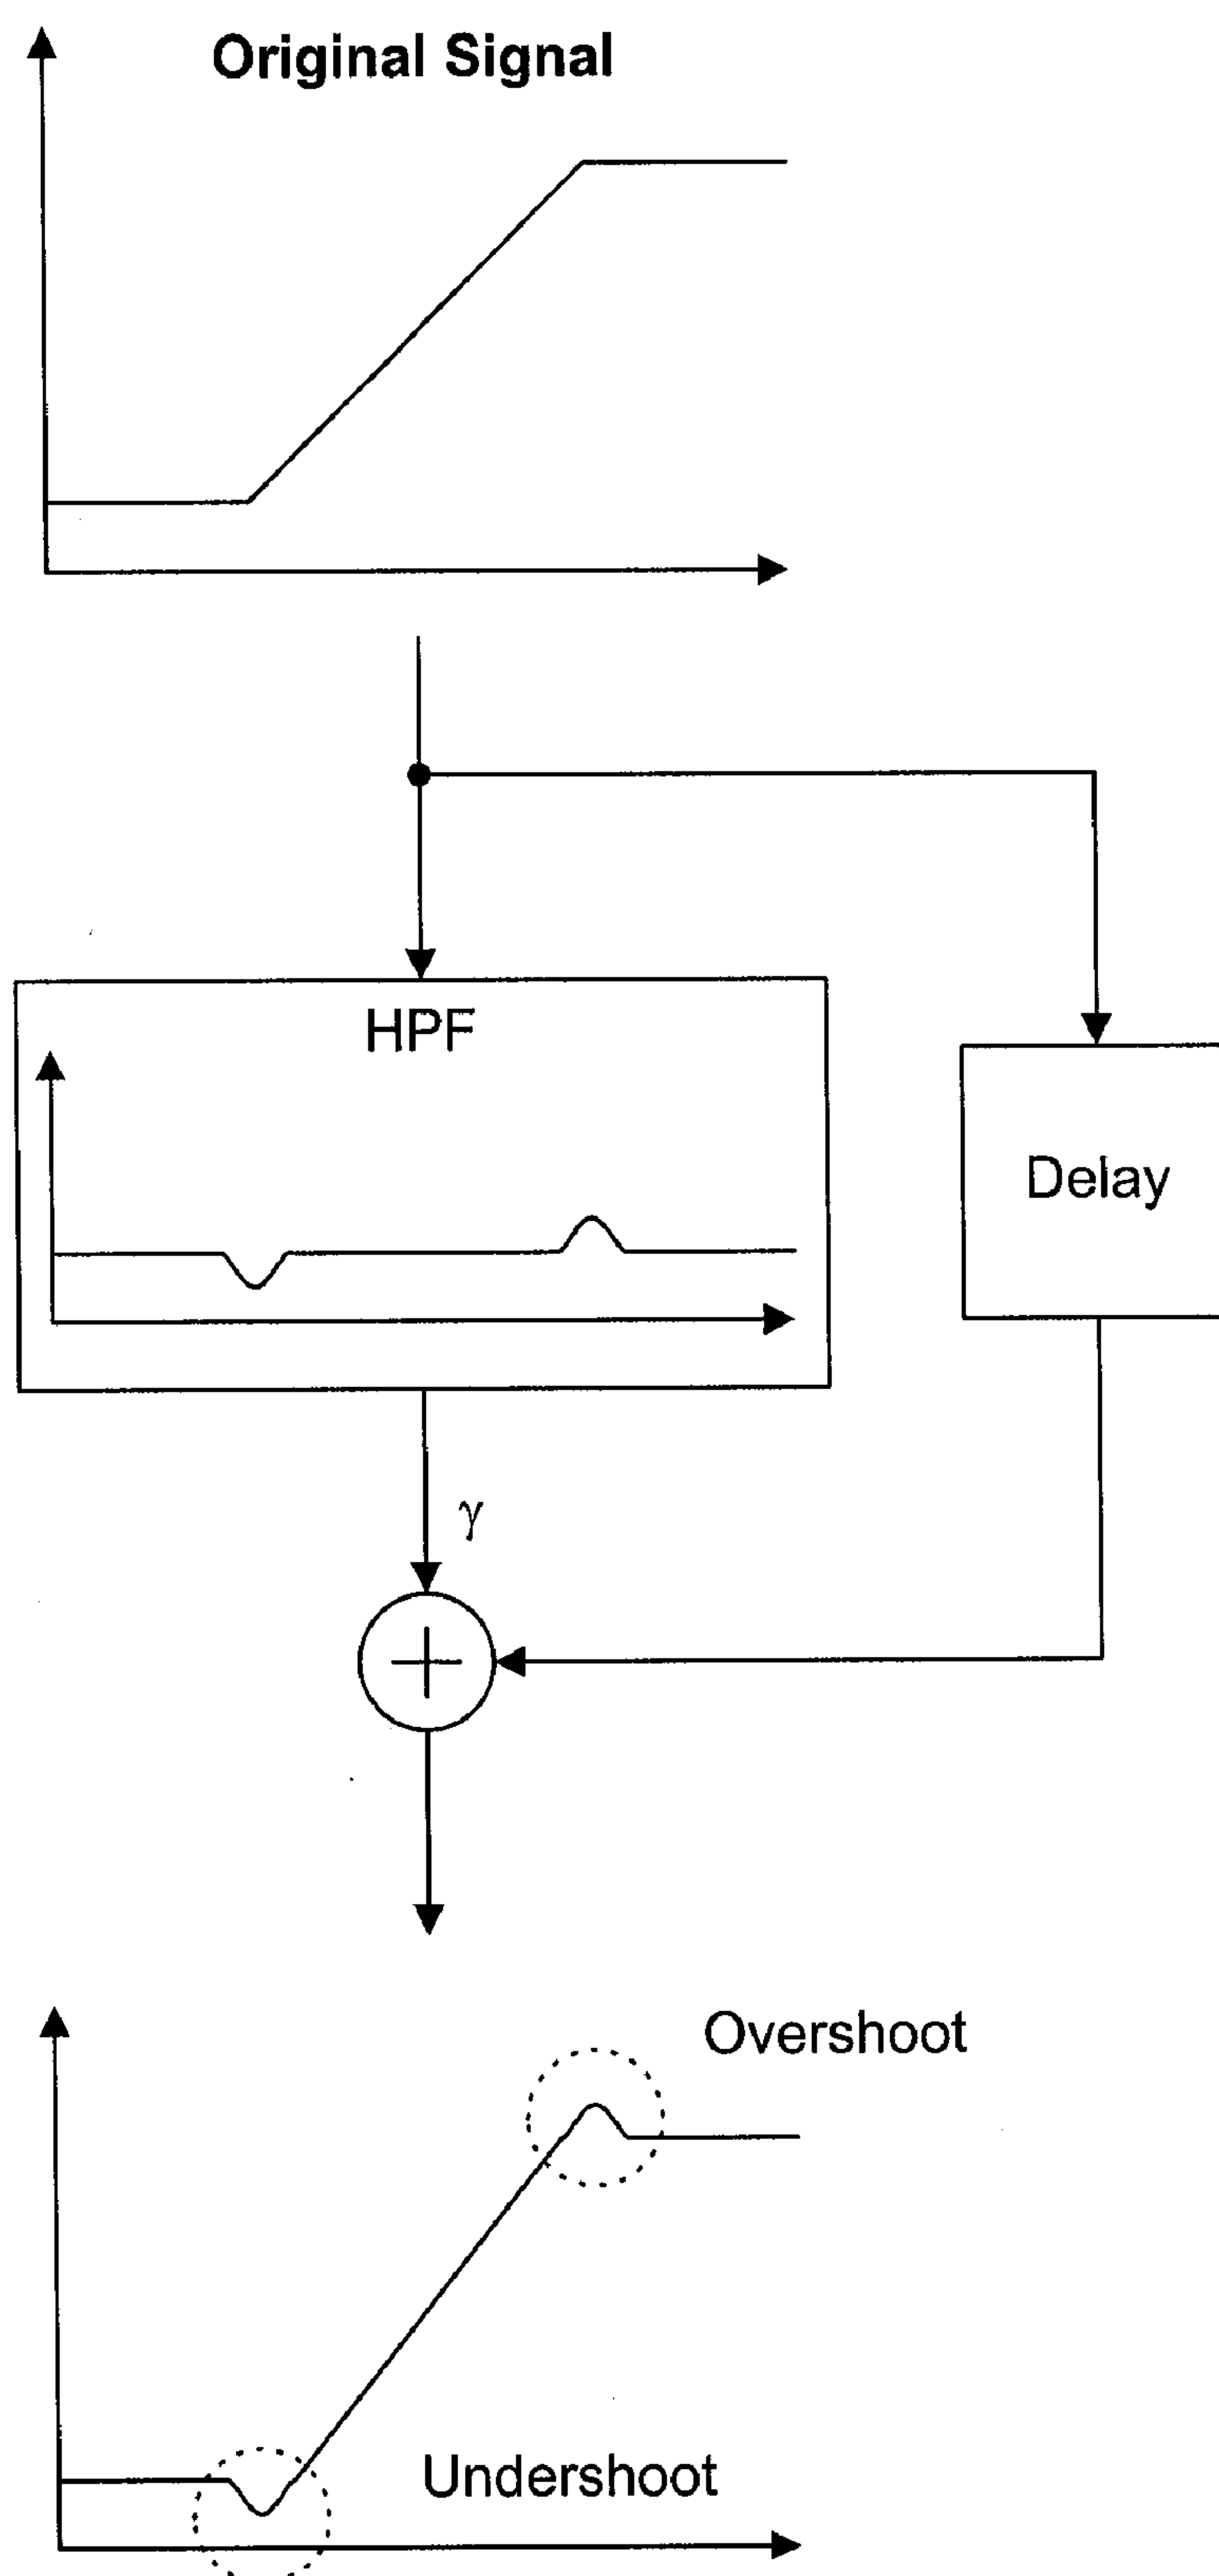 Original Signal
HPF
Delay
γ
Overshoot
Undershoot